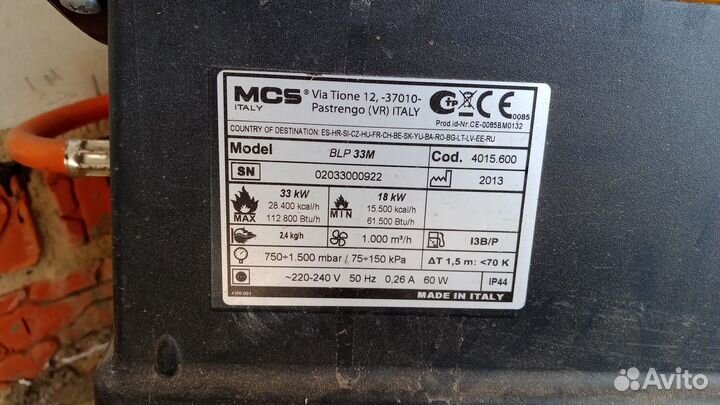 MCS® Via Tione 12, -37010-
ITALY Pastrengo (VR) ITALY
CE 0085
Prod.id-Nr.CE-0085BM0132
COUNTRY OF DESTINATION: ES-HR-SI-CZ-HU-FR-CH-BE-SK-YU-BA-RO-BG-LT-LV-EE-RU
Model BLP 33M Cod. 4015.600
SN 02033000922 2013
MAX 33 kW 28.400 kcal/h 112.800 Btu/h
MIN 18 kW 15.500 kcal/h 61.500 Btu/h
2,4 kg/h 1.000 m³/h I3B/P
750÷1.500 mbar / 75÷150 kPa ΔT 1,5 m: <70 K
~220-240 V 50 Hz 0,26 A 60 W IP44
4100.001 MADE IN ITALY
Avito